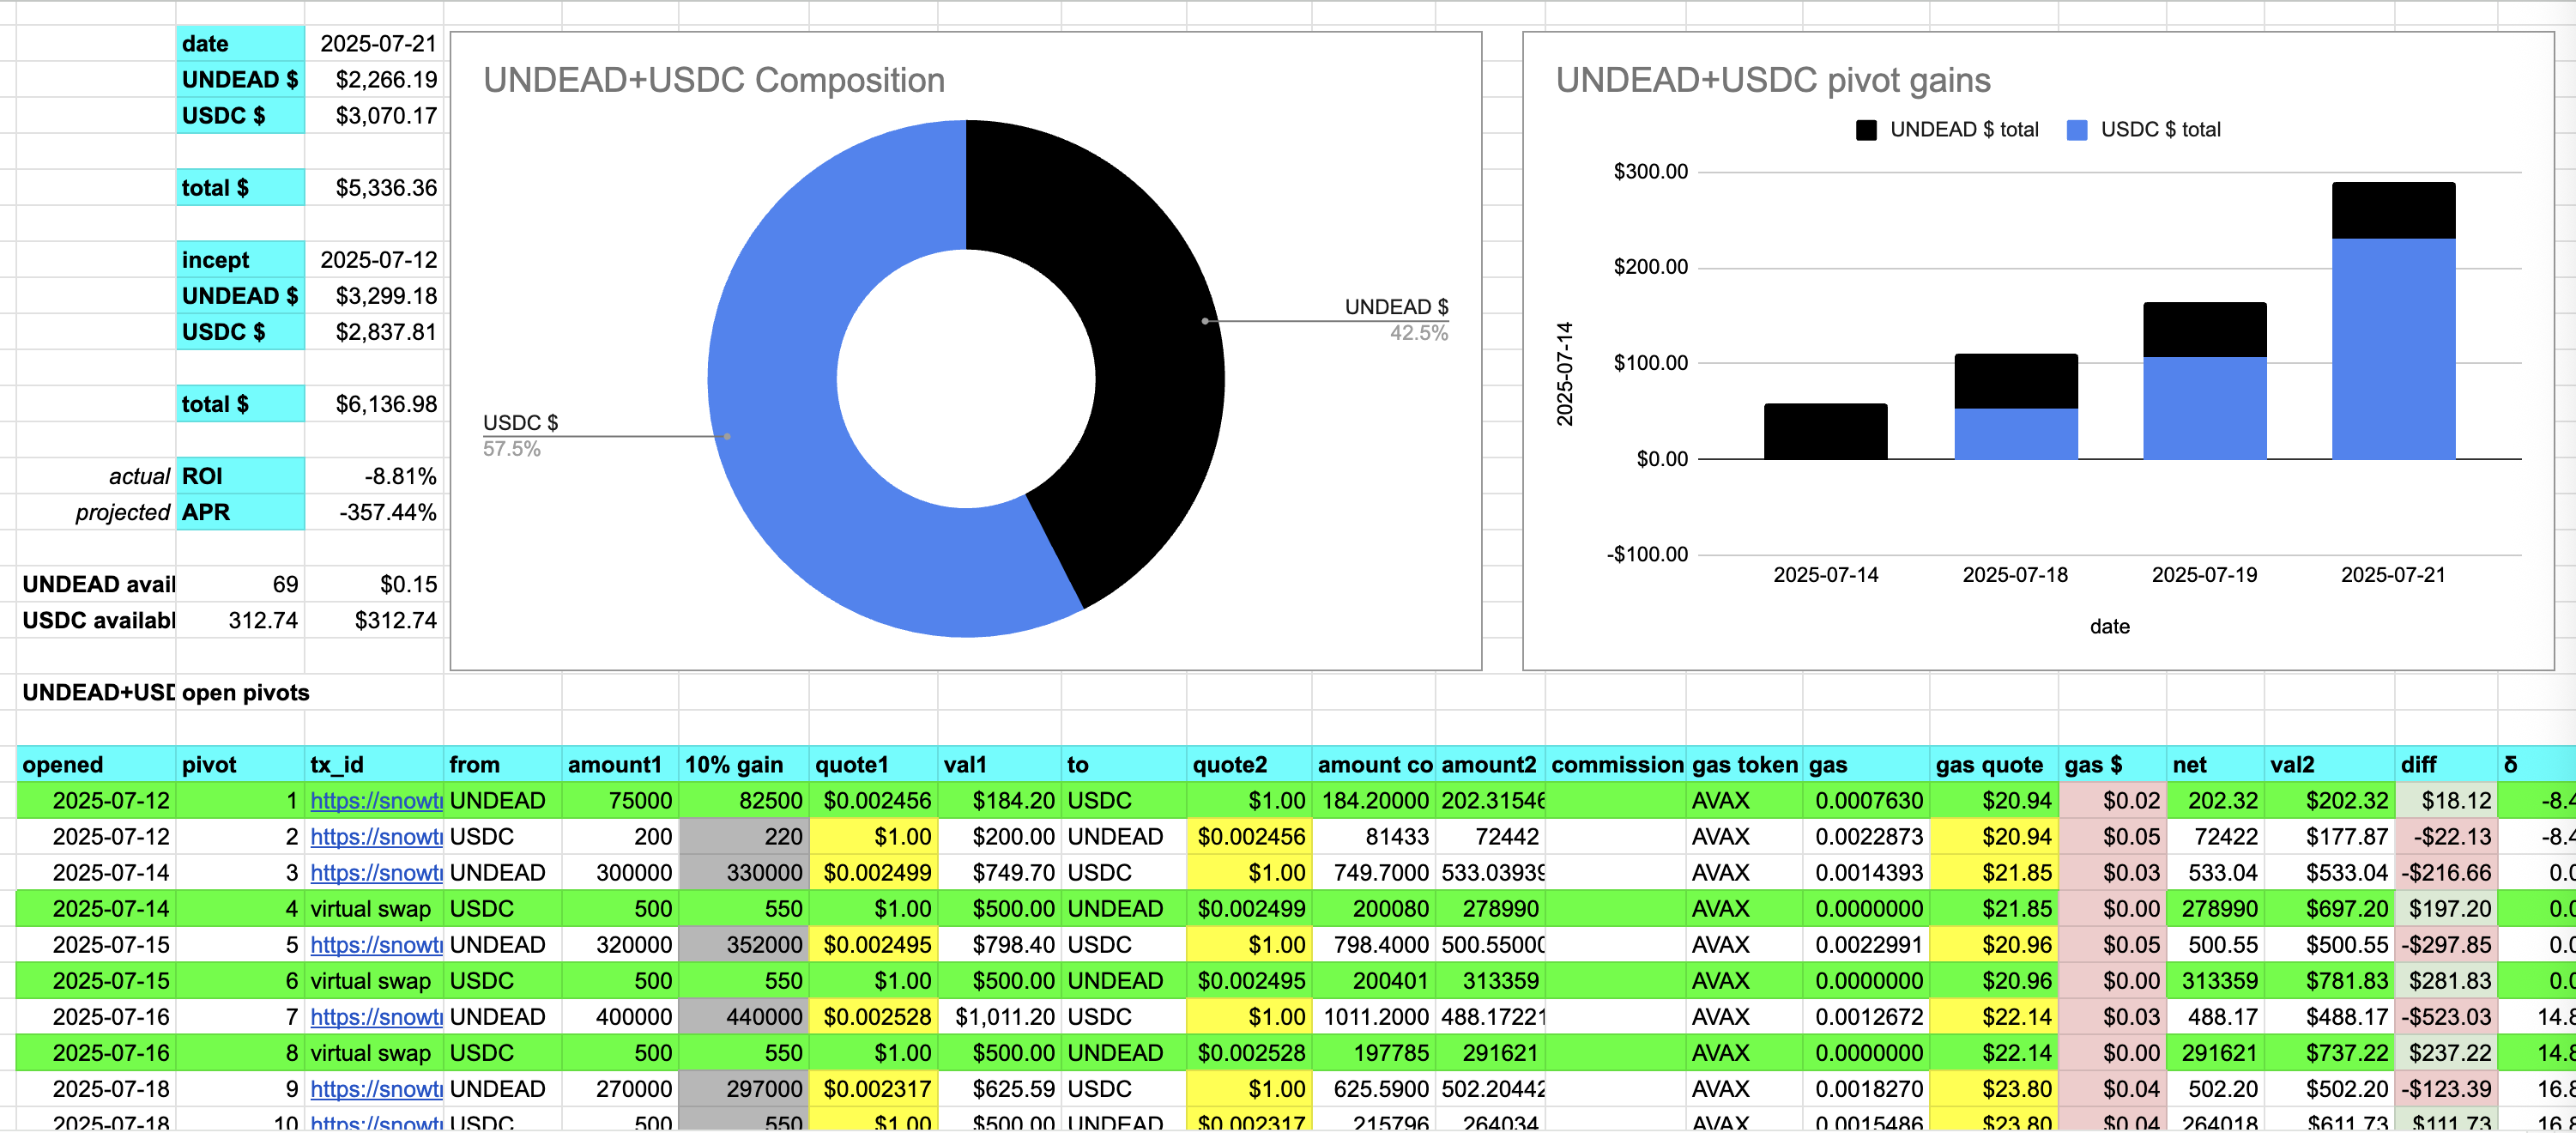 date 2025-07-21
UNDEAD $ $2,266.19
USDC $ $3,070.17
total $ $5,336.36
incept 2025-07-12
UNDEAD $ $3,299.18
USDC $ $2,837.81
total $ $6,136.98
actual ROI -8.81%
projected APR -357.44%
UNDEAD avail 69 $0.15
USDC availabl 312.74 $312.74
UNDEAD+USDC Composition
UNDEAD $
42.5%
USDC $
57.5%
UNDEAD+USDC pivot gains
UNDEAD $ total USDC $ total
$300.00
$200.00
$100.00
$0.00
-$100.00
2025-07-14
2025-07-14 2025-07-18 2025-07-19 2025-07-21
date
UNDEAD+USD open pivots
opened pivot tx_id from amount1 10% gain quote1 val1 to quote2 amount co amount2 commission gas token gas gas quote gas $ net val2 diff δ
2025-07-12 1 https://snowtr UNDEAD 75000 82500 $0.002456 $184.20 USDC $1.00 184.20000 202.31546 AVAX 0.0007630 $20.94 $0.02 202.32 $202.32 $18.12 -8.4
2025-07-12 2 https://snowtr USDC 200 220 $1.00 $200.00 UNDEAD $0.002456 81433 72442 AVAX 0.0022873 $20.94 $0.05 72422 $177.87 -$22.13 -8.4
2025-07-14 3 https://snowtr UNDEAD 300000 330000 $0.002499 $749.70 USDC $1.00 749.7000 533.03939 AVAX 0.0014393 $21.85 $0.03 533.04 $533.04 -$216.66 0.0
2025-07-14 4 virtual swap USDC 500 550 $1.00 $500.00 UNDEAD $0.002499 200080 278990 AVAX 0.0000000 $21.85 $0.00 278990 $697.20 $197.20 0.0
2025-07-15 5 https://snowtr UNDEAD 320000 352000 $0.002495 $798.40 USDC $1.00 798.4000 500.55000 AVAX 0.0022991 $20.96 $0.05 500.55 $500.55 -$297.85 0.0
2025-07-15 6 virtual swap USDC 500 550 $1.00 $500.00 UNDEAD $0.002495 200401 313359 AVAX 0.0000000 $20.96 $0.00 313359 $781.83 $281.83 0.0
2025-07-16 7 https://snowtr UNDEAD 400000 440000 $0.002528 $1,011.20 USDC $1.00 1011.2000 488.17221 AVAX 0.0012672 $22.14 $0.03 488.17 $488.17 -$523.03 14.8
2025-07-16 8 virtual swap USDC 500 550 $1.00 $500.00 UNDEAD $0.002528 197785 291621 AVAX 0.0000000 $22.14 $0.00 291621 $737.22 $237.22 14.8
2025-07-18 9 https://snowtr UNDEAD 270000 297000 $0.002317 $625.59 USDC $1.00 625.5900 502.20442 AVAX 0.0018270 $23.80 $0.04 502.20 $502.20 -$123.39 16.8
2025-07-18 10 https://snowtr USDC 500 550 $1.00 $500.00 UNDEAD $0.002317 215796 264034 AVAX 0.0015486 $23.80 $0.04 264018 $611.73 $111.73 16.8